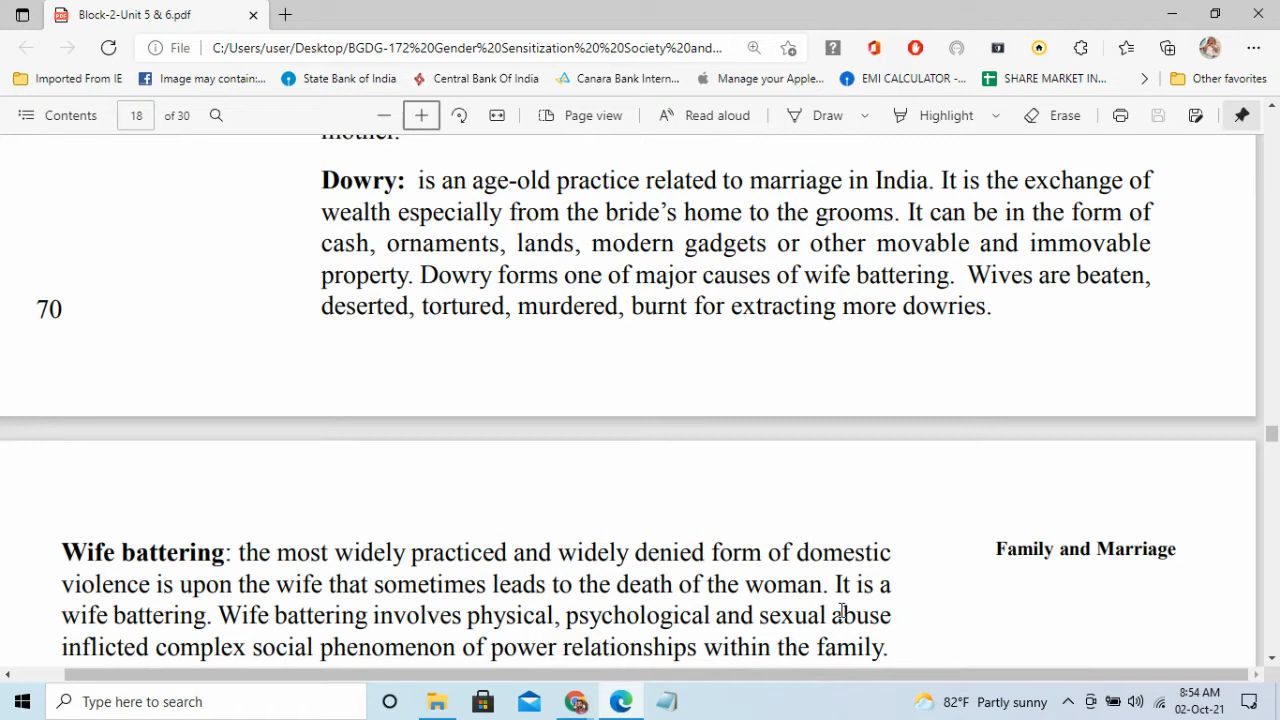 Block-2-Unit 5 & 6.pdf
File
C:/Users/user/Desktop/BGDG-172%20Gender%20Sensitization%20%20Society%20and...
Imported From IE
Image may contain:...
State Bank of India
Central Bank Of India
Canara Bank Intern...
Manage your Apple...
EMI CALCULATOR -...
SHARE MARKET IN...
Other favorites
Contents
18
of 30
Page view
Read aloud
Draw
Highlight
Erase
mother.
Dowry: is an age-old practice related to marriage in India. It is the exchange of
wealth especially from the bride’s home to the grooms. It can be in the form of
cash, ornaments, lands, modern gadgets or other movable and immovable
property. Dowry forms one of major causes of wife battering. Wives are beaten,
deserted, tortured, murdered, burnt for extracting more dowries.
70
Wife battering: the most widely practiced and widely denied form of domestic
violence is upon the wife that sometimes leads to the death of the woman. It is a
wife battering. Wife battering involves physical, psychological and sexual abuse
inflicted complex social phenomenon of power relationships within the family.
Family and Marriage
Type here to search
82°F Partly sunny
8:54 AM
02-Oct-21